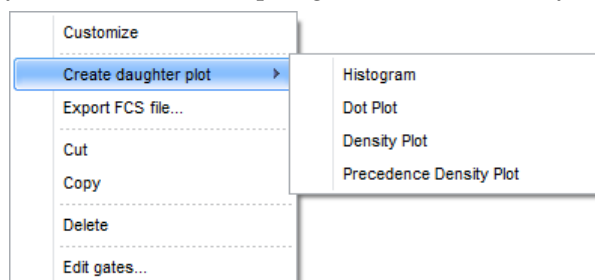 Customize
Create daughter plot
Export FCS file...
Cut
Copy
Delete
Edit gates...
Histogram
Dot Plot
Density Plot
Precedence Density Plot